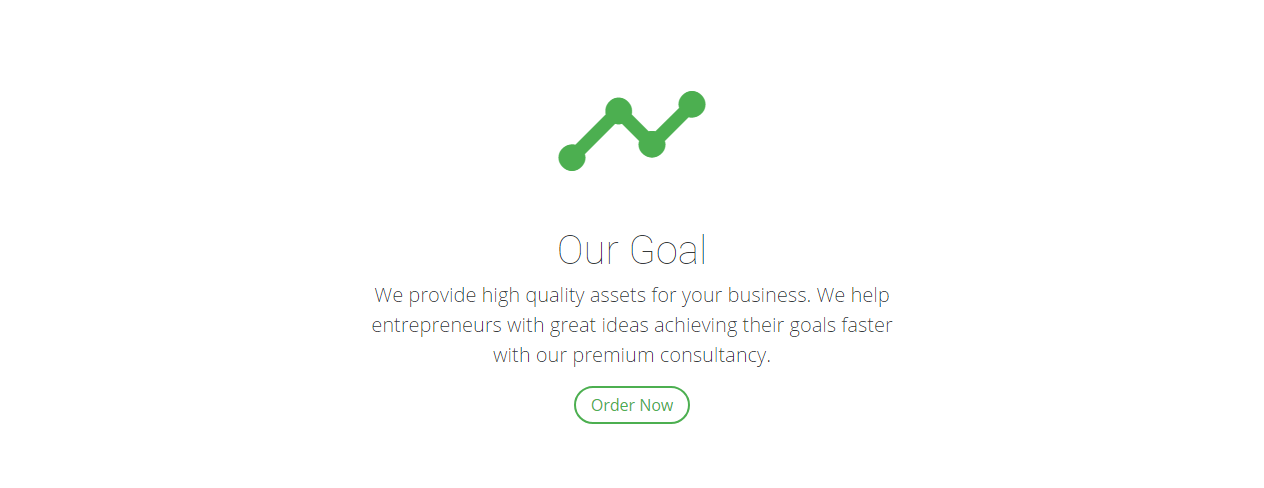 Our Goal
We provide high quality assets for your business. We help
entrepreneurs with great ideas achieving their goals faster
with our premium consultancy.
Order Now